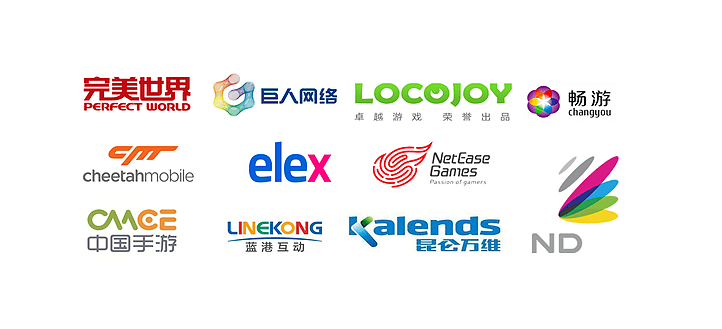 完美世界
PERFECT WORLD
巨人网络
LOCOJOY
卓越游戏 荣誉出品
畅游
changyou
cheetahmobile
elex
NetEase
Games
Passion of gamers
ND
CMGE
中国手游
LINEKONG
蓝港互动
Kalends
昆仑万维